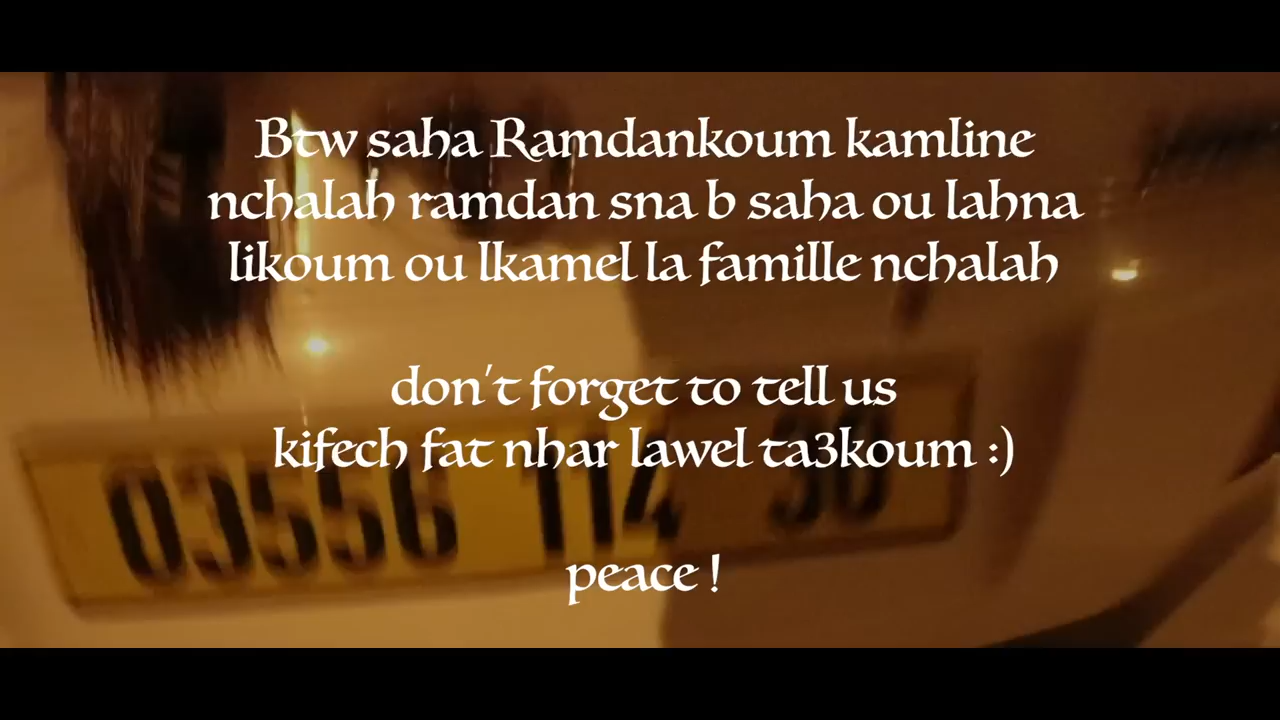 Btw saha Ramdankoum kamline
nchalah ramdan sna b saha ou lahna
likoum ou lkamel la famille nchalah
don't forget to tell us
kifech fat nhar lawel ta3koum :)
03556 114 30
peace !